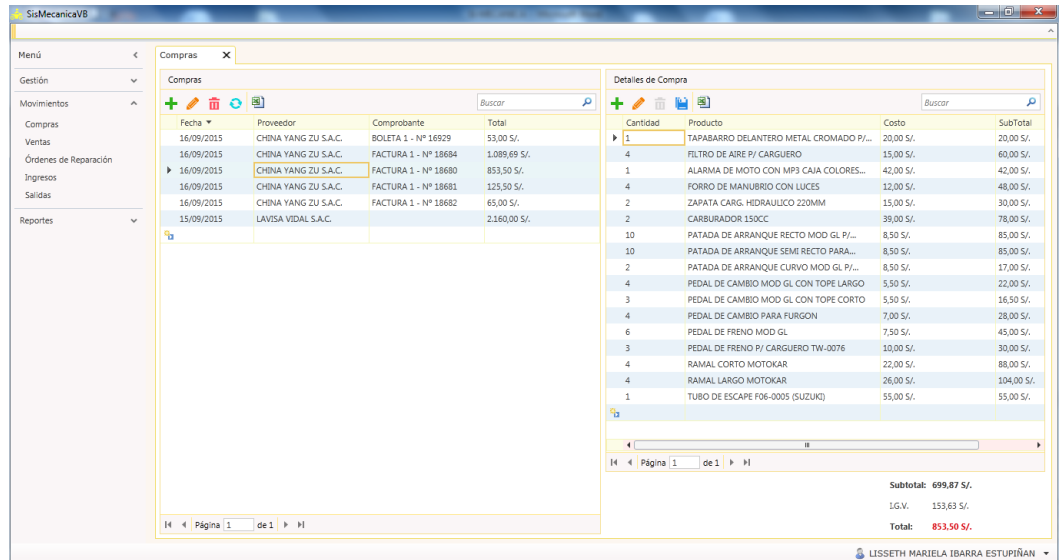 SisMecanicaVB
Menú
Compras
Gestión
Movimientos
Compras
Ventas
Órdenes de Reparación
Ingresos
Salidas
Reportes
Compras
Buscar
Fecha Proveedor Comprobante Total
16/09/2015 CHINA YANG ZU S.A.C. BOLETA 1 - Nº 16929 53,00 S/.
16/09/2015 CHINA YANG ZU S.A.C. FACTURA 1 - Nº 18684 1.089,69 S/.
16/09/2015 CHINA YANG ZU S.A.C. FACTURA 1 - Nº 18680 853,50 S/.
16/09/2015 CHINA YANG ZU S.A.C. FACTURA 1 - Nº 18681 125,50 S/.
16/09/2015 CHINA YANG ZU S.A.C. FACTURA 1 - Nº 18682 65,00 S/.
15/09/2015 LAVISA VIDAL S.A.C. 2.160,00 S/.
Página 1 de 1
Detalles de Compra
Buscar
Cantidad Producto Costo SubTotal
1 TAPABARRO DELANTERO METAL CROMADO P/... 20,00 S/. 20,00 S/.
4 FILTRO DE AIRE P/ CARGUERO 15,00 S/. 60,00 S/.
1 ALARMA DE MOTO CON MP3 CAJA COLORES... 42,00 S/. 42,00 S/.
4 FORRO DE MANUBRIO CON LUCES 12,00 S/. 48,00 S/.
2 ZAPATA CARG. HIDRAULICO 220MM 15,00 S/. 30,00 S/.
2 CARBURADOR 150CC 39,00 S/. 78,00 S/.
10 PATADA DE ARRANQUE RECTO MOD GL P/... 8,50 S/. 85,00 S/.
10 PATADA DE ARRANQUE SEMI RECTO PARA... 8,50 S/. 85,00 S/.
2 PATADA DE ARRANQUE CURVO MOD GL P/... 8,50 S/. 17,00 S/.
4 PEDAL DE CAMBIO MOD GL CON TOPE LARGO 5,50 S/. 22,00 S/.
3 PEDAL DE CAMBIO MOD GL CON TOPE CORTO 5,50 S/. 16,50 S/.
4 PEDAL DE CAMBIO PARA FURGON 7,00 S/. 28,00 S/.
6 PEDAL DE FRENO MOD GL 7,50 S/. 45,00 S/.
3 PEDAL DE FRENO P/ CARGUERO TW-0076 10,00 S/. 30,00 S/.
4 RAMAL CORTO MOTOKAR 22,00 S/. 88,00 S/.
4 RAMAL LARGO MOTOKAR 26,00 S/. 104,00 S/.
1 TUBO DE ESCAPE F06-0005 (SUZUKI) 55,00 S/. 55,00 S/.
Página 1 de 1
Subtotal: 699,87 S/.
I.G.V. 153,63 S/.
Total: 853,50 S/.
LISSETH MARIELA IBARRA ESTUPIÑAN